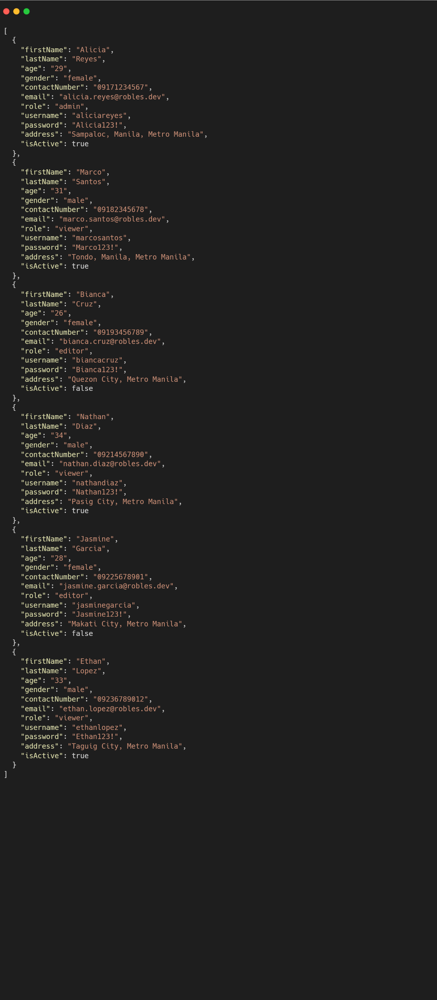 [
  {
    "firstName": "Alicia",
    "lastName": "Reyes",
    "age": "29",
    "gender": "female",
    "contactNumber": "09171234567",
    "email": "alicia.reyes@robles.dev",
    "role": "admin",
    "username": "aliciareyes",
    "password": "Alicia123!",
    "address": "Sampaloc, Manila, Metro Manila",
    "isActive": true
  },
  {
    "firstName": "Marco",
    "lastName": "Santos",
    "age": "31",
    "gender": "male",
    "contactNumber": "09182345678",
    "email": "marco.santos@robles.dev",
    "role": "viewer",
    "username": "marcosantos",
    "password": "Marco123!",
    "address": "Tondo, Manila, Metro Manila",
    "isActive": true
  },
  {
    "firstName": "Bianca",
    "lastName": "Cruz",
    "age": "26",
    "gender": "female",
    "contactNumber": "09193456789",
    "email": "bianca.cruz@robles.dev",
    "role": "editor",
    "username": "biancacruz",
    "password": "Bianca123!",
    "address": "Quezon City, Metro Manila",
    "isActive": false
  },
  {
    "firstName": "Nathan",
    "lastName": "Diaz",
    "age": "34",
    "gender": "male",
    "contactNumber": "09214567890",
    "email": "nathan.diaz@robles.dev",
    "role": "viewer",
    "username": "nathandiaz",
    "password": "Nathan123!",
    "address": "Pasig City, Metro Manila",
    "isActive": true
  },
  {
    "firstName": "Jasmine",
    "lastName": "Garcia",
    "age": "28",
    "gender": "female",
    "contactNumber": "09225678901",
    "email": "jasmine.garcia@robles.dev",
    "role": "editor",
    "username": "jasminegarcia",
    "password": "Jasmine123!",
    "address": "Makati City, Metro Manila",
    "isActive": false
  },
  {
    "firstName": "Ethan",
    "lastName": "Lopez",
    "age": "33",
    "gender": "male",
    "contactNumber": "09236789012",
    "email": "ethan.lopez@robles.dev",
    "role": "viewer",
    "username": "ethanlopez",
    "password": "Ethan123!",
    "address": "Taguig City, Metro Manila",
    "isActive": true
  }
]